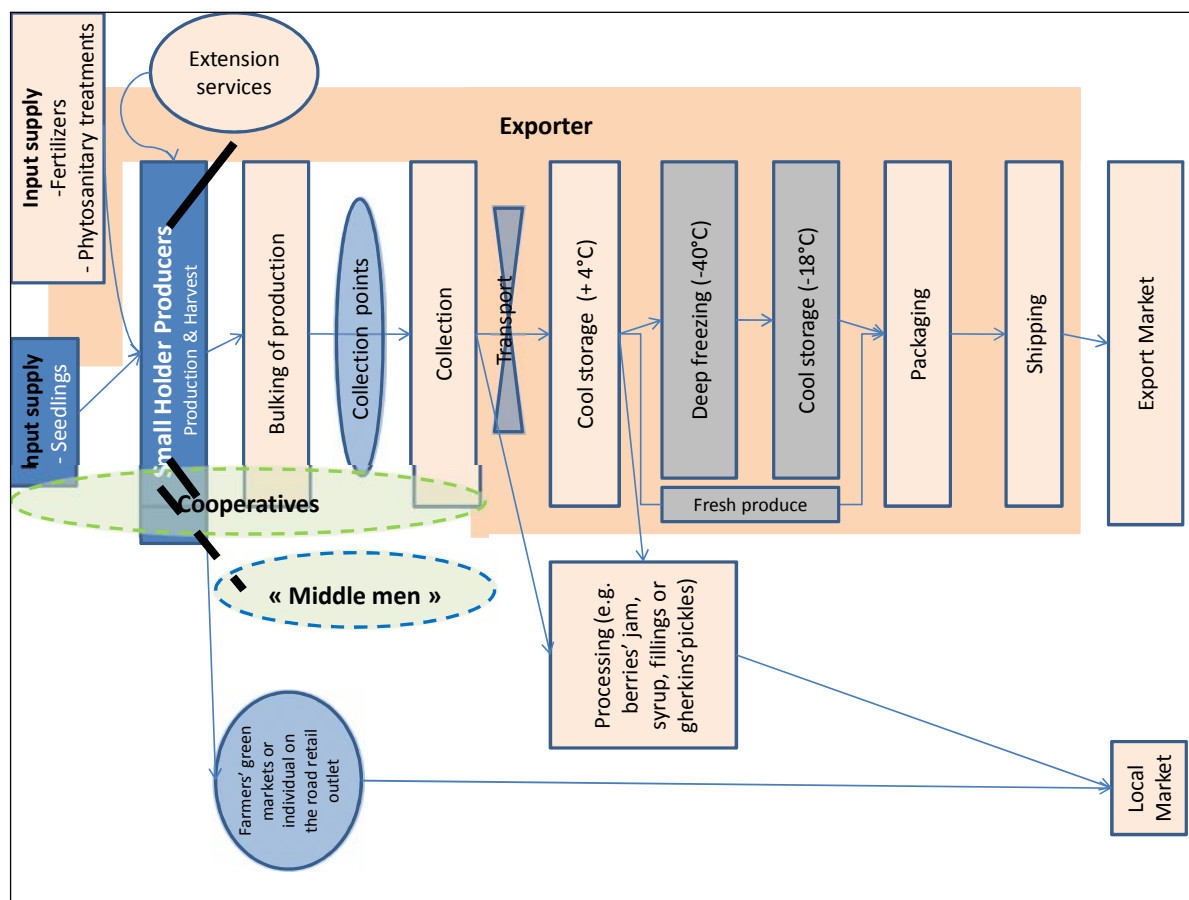 Input supply
-Fertilizers
- Phytosanitary treatments
Extension
services
Exporter
Input supply
- Seedlings
Small Holder Producers
Production & Harvest
Bulking of production
Collection points
Collection
Transport
Cool storage (+ 4°C)
Deep freezing (-40°C)
Cool storage (-18°C)
Fresh produce
Packaging
Shipping
Export Market
Cooperatives
« Middle men »
Processing (e.g.
berries' jam,
syrup, fillings or
gherkins'pickles)
Farmers' green
markets or
individual on
the road retail
outlet
Local
Market